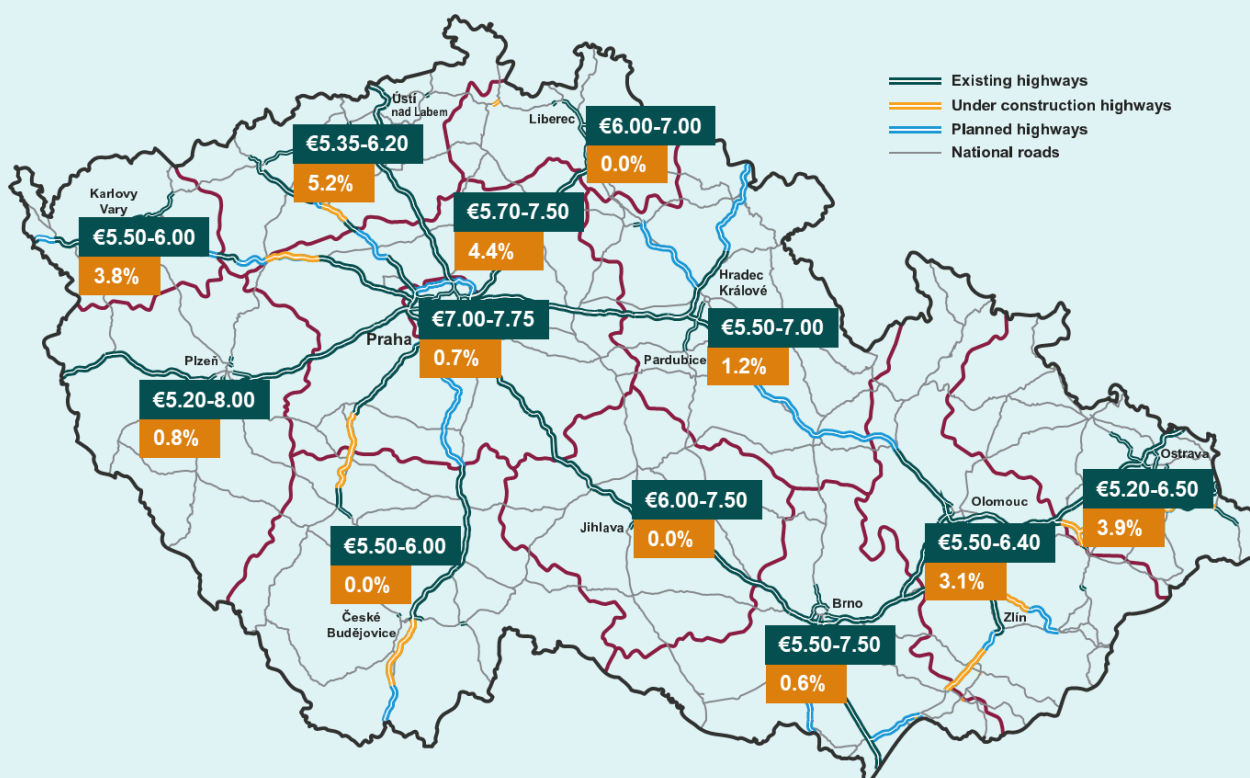 Existing highways
Under construction highways
Planned highways
National roads
Ústí
nad Labem
Liberec
€6.00-7.00
0.0%
€5.35-6.20
5.2%
Karlovy
Vary
€5.50-6.00
3.8%
€5.70-7.50
4.4%
Hradec
Králové
Praha
€7.00-7.75
0.7%
€5.50-7.00
1.2%
Pardubice
Plzeň
€5.20-8.00
0.8%
Ostrava
€5.20-6.50
3.9%
Jihlava
€6.00-7.50
0.0%
Olomouc
€5.50-6.40
3.1%
€5.50-6.00
0.0%
České
Budějovice
Brno
€5.50-7.50
0.6%
Zlín